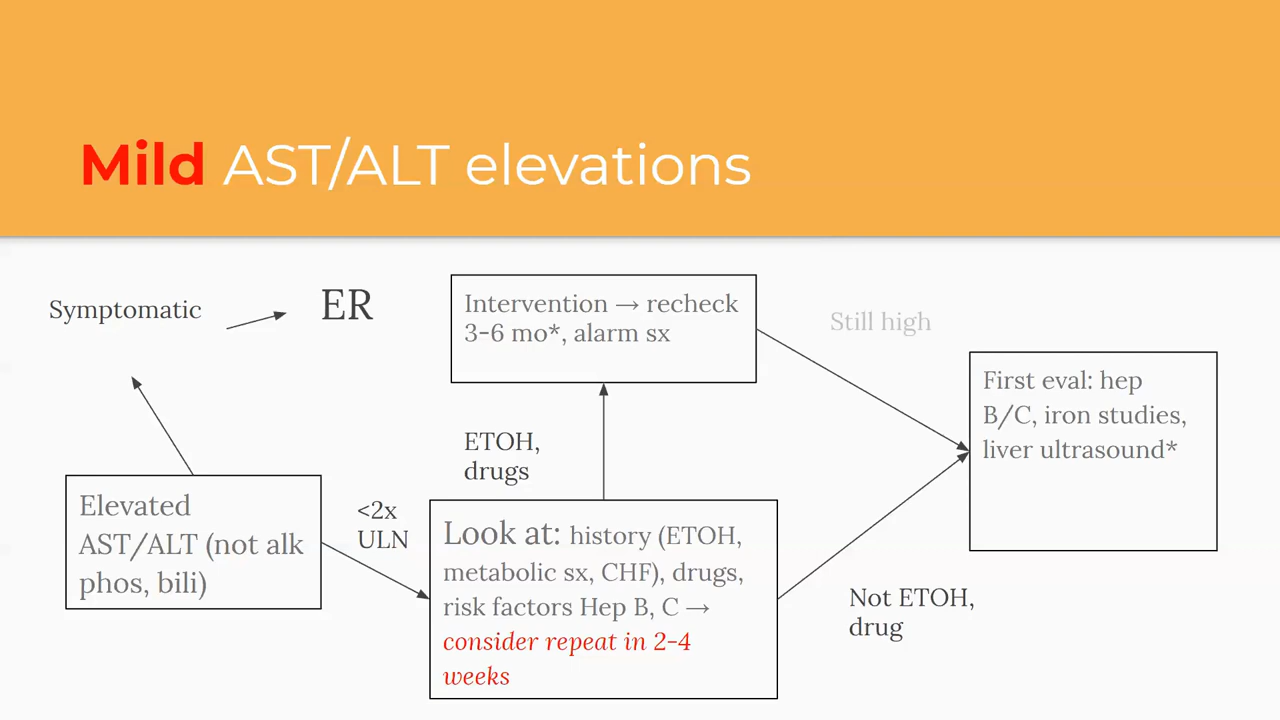 Mild AST/ALT elevations
Symptomatic
ER
Intervention → recheck
3-6 mo*, alarm sx
Still high
First eval: hep
B/C, iron studies,
liver ultrasound*
ETOH,
drugs
Elevated
AST/ALT (not alk
phos, bili)
<2x
ULN
Look at: history (ETOH,
metabolic sx, CHF), drugs,
risk factors Hep B, C →
consider repeat in 2-4
weeks
Not ETOH,
drug